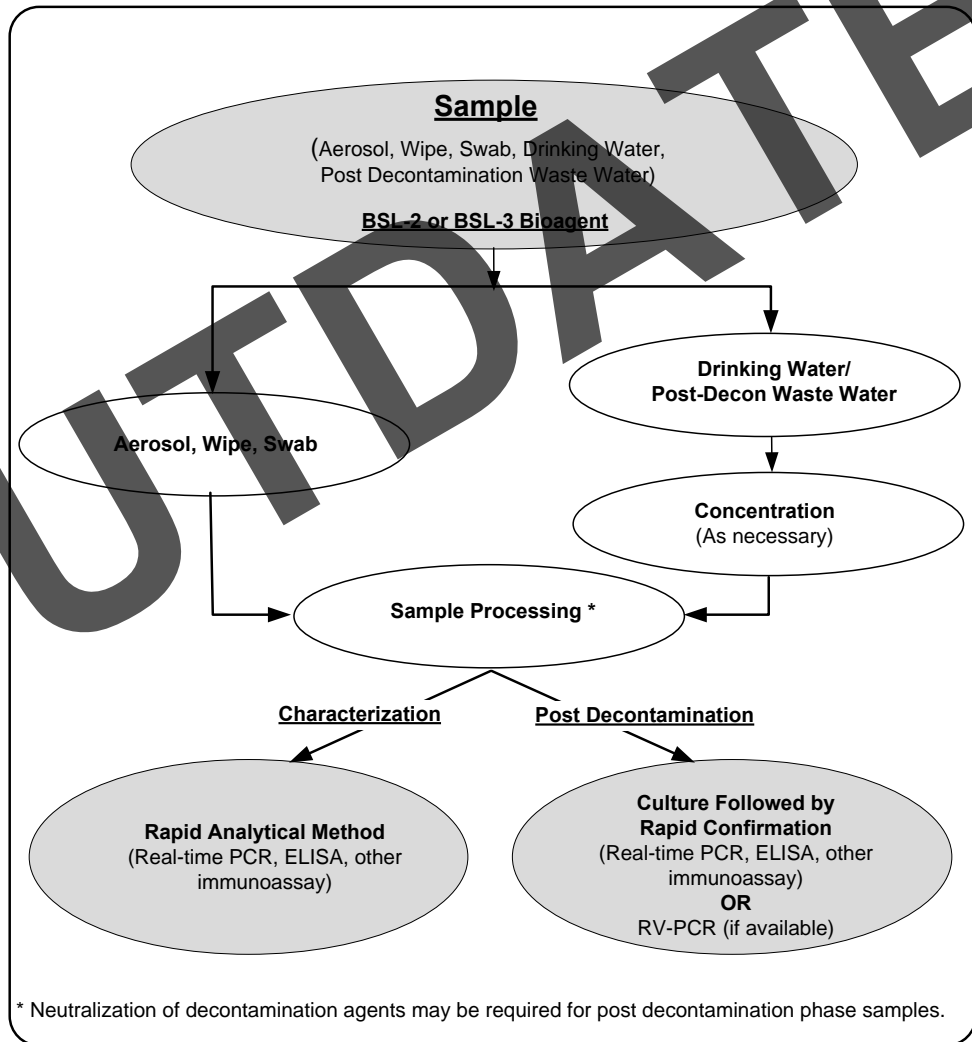 Sample
(Aerosol, Wipe, Swab, Drinking Water,
Post Decontamination Waste Water)
BSL-2 or BSL-3 Bioagent
Drinking Water/
Post-Decon Waste Water
Aerosol, Wipe, Swab
Concentration
(As necessary)
Sample Processing *
Characterization
Post Decontamination
Rapid Analytical Method
(Real-time PCR, ELISA, other
immunoassay)
Culture Followed by
Rapid Confirmation
(Real-time PCR, ELISA, other
immunoassay)
OR
RV-PCR (if available)
* Neutralization of decontamination agents may be required for post decontamination phase samples.
UTDATE